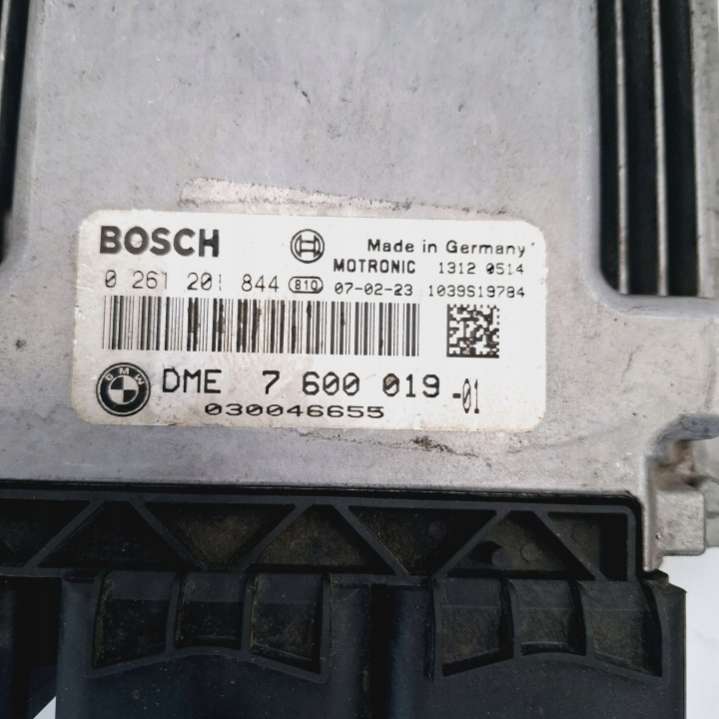 BOSCH
Made in Germany
MOTRONIC 1312 0514
0 261 201 844 810 07-02-23 1039S19784
BMW
DME 7 600 019 -01
030046655